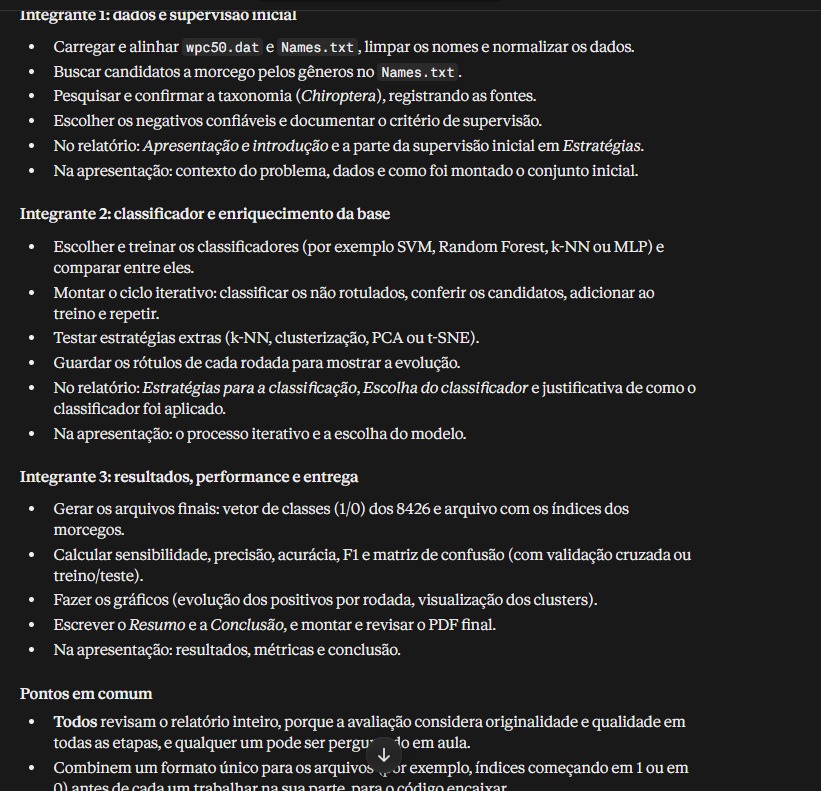 Integrante 1: dados e supervisão inicial
• Carregar e alinhar wpc50.dat e Names.txt, limpar os nomes e normalizar os dados.
• Buscar candidatos a morcego pelos gêneros no Names.txt.
• Pesquisar e confirmar a taxonomia (Chiroptera), registrando as fontes.
• Escolher os negativos confiáveis e documentar o critério de supervisão.
• No relatório: Apresentação e introdução e a parte da supervisão inicial em Estratégias.
• Na apresentação: contexto do problema, dados e como foi montado o conjunto inicial.
Integrante 2: classificador e enriquecimento da base
• Escolher e treinar os classificadores (por exemplo SVM, Random Forest, k-NN ou MLP) e
comparar entre eles.
• Montar o ciclo iterativo: classificar os não rotulados, conferir os candidatos, adicionar ao
treino e repetir.
• Testar estratégias extras (k-NN, clusterização, PCA ou t-SNE).
• Guardar os rótulos de cada rodada para mostrar a evolução.
• No relatório: Estratégias para a classificação, Escolha do classificador e justificativa de como o
classificador foi aplicado.
• Na apresentação: o processo iterativo e a escolha do modelo.
Integrante 3: resultados, performance e entrega
• Gerar os arquivos finais: vetor de classes (1/0) dos 8426 e arquivo com os índices dos
morcegos.
• Calcular sensibilidade, precisão, acurácia, F1 e matriz de confusão (com validação cruzada ou
treino/teste).
• Fazer os gráficos (evolução dos positivos por rodada, visualização dos clusters).
• Escrever o Resumo e a Conclusão, e montar e revisar o PDF final.
• Na apresentação: resultados, métricas e conclusão.
Pontos em comum
• Todos revisam o relatório inteiro, porque a avaliação considera originalidade e qualidade em
todas as etapas, e qualquer um pode ser em aula.
• Combinem um formato único para os arquivos (por exemplo, índices começando em 1 ou em
0) antes de cada um trabalhar na sua parte, para o código encaixar.